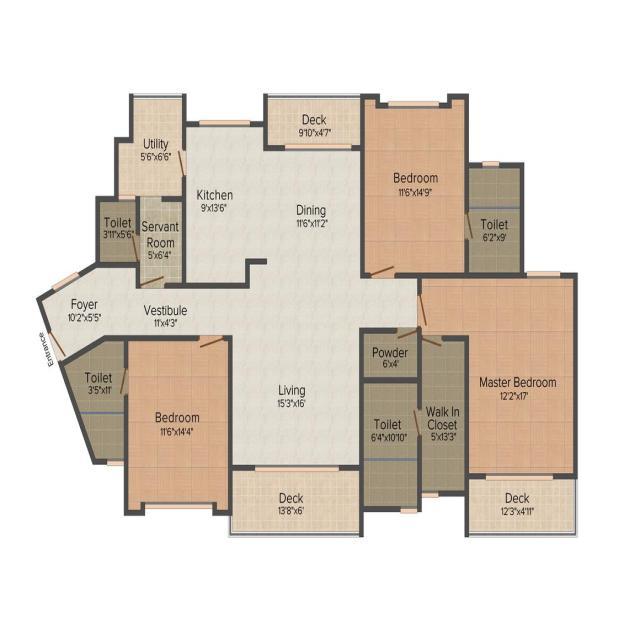 Deck
9'10"x4'7"
Utility
5'6"x6'6"
Bedroom
11'6"x14'9"
Kitchen
9'x13'6"
Dining
11'6"x11'2"
Toilet
3'11"x5'6"
Servant
Room
5'x6'4"
Toilet
6'2"x9'
Foyer
10'2"x5'5"
Vestibule
11'x4'3"
Entrance
Powder
6'x4'
Toilet
3'5"x11'
Living
15'3"x16'
Master Bedroom
12'2"x17'
Bedroom
11'6"x14'4"
Toilet
6'4"x10'10"
Walk In
Closet
5'x13'3"
Deck
13'8"x6'
Deck
12'3"x4'11"